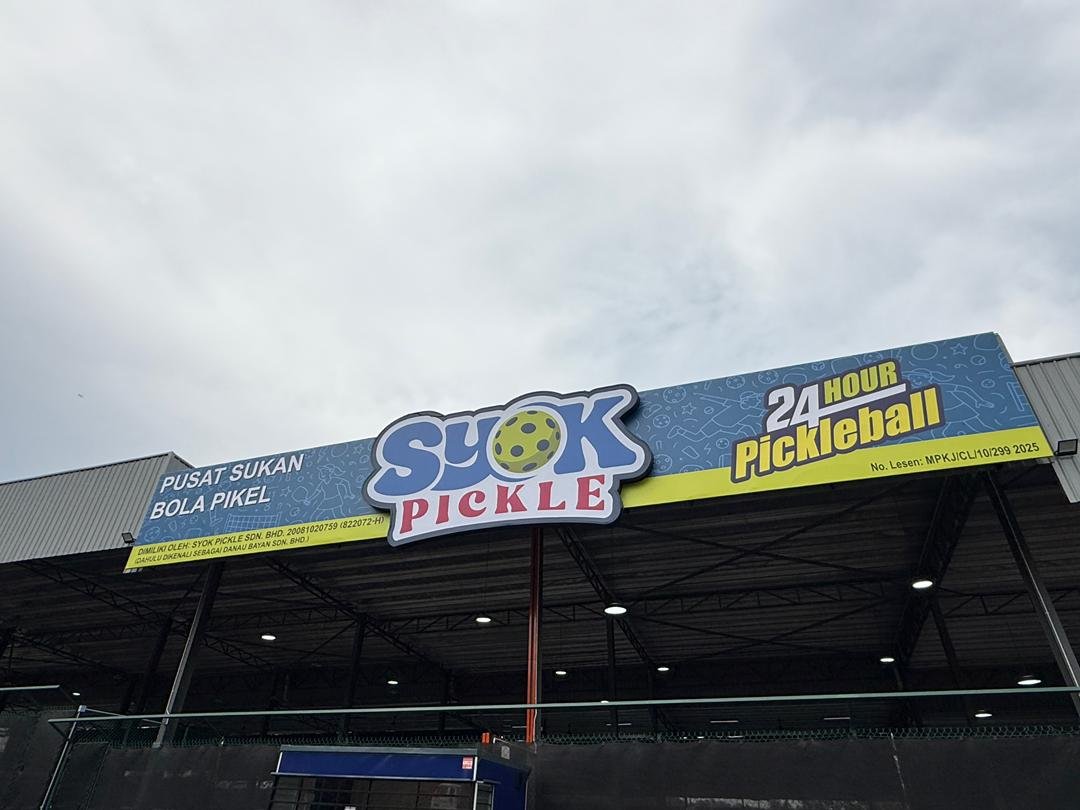 PUSAT SUKAN
BOLA PIKEL
DIMILIKI OLEH: SYOK PICKLE SDN. BHD. 20081020759 (822072-H)
(DAHULU DIKENALI SEBAGAI DANAU BAYAN SDN. BHD.)
SYOK
PICKLE
24 HOUR
Pickleball
No. Lesen: MPKJ/CL/10/299 2025